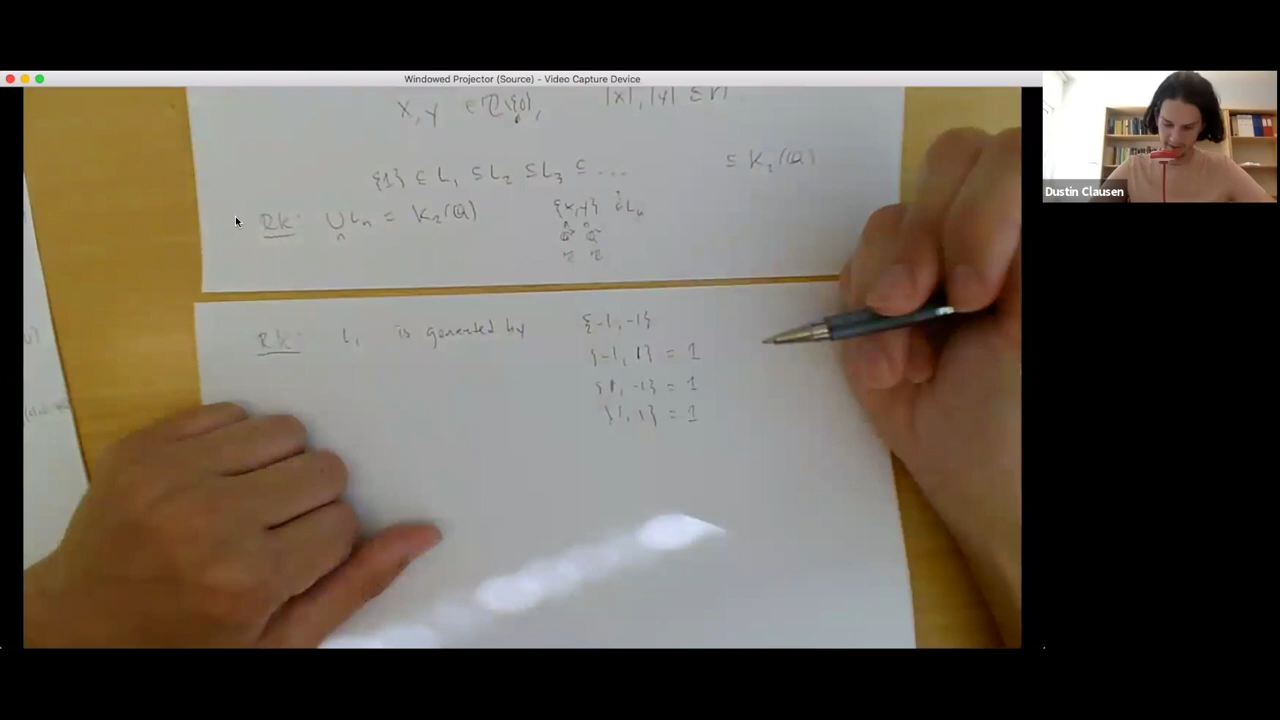 Windowed Projector (Source) - Video Capture Device
Dustin Clausen
x, y ∈ ℤ\{0}, |x|, |y| ≤ n
{1} ⊆ L₁ ⊆ L₂ ⊆ L₃ ⊆ ... ⊆ K₂(ℚ)
Rk: ⋃ₙ Lₙ = K₂(ℚ) {x,y} ∈ Lₙ
Rk: L₁ is generated by {-1, -1}
{-1, 1} = 1
{1, -1} = 1
{1, 1} = 1